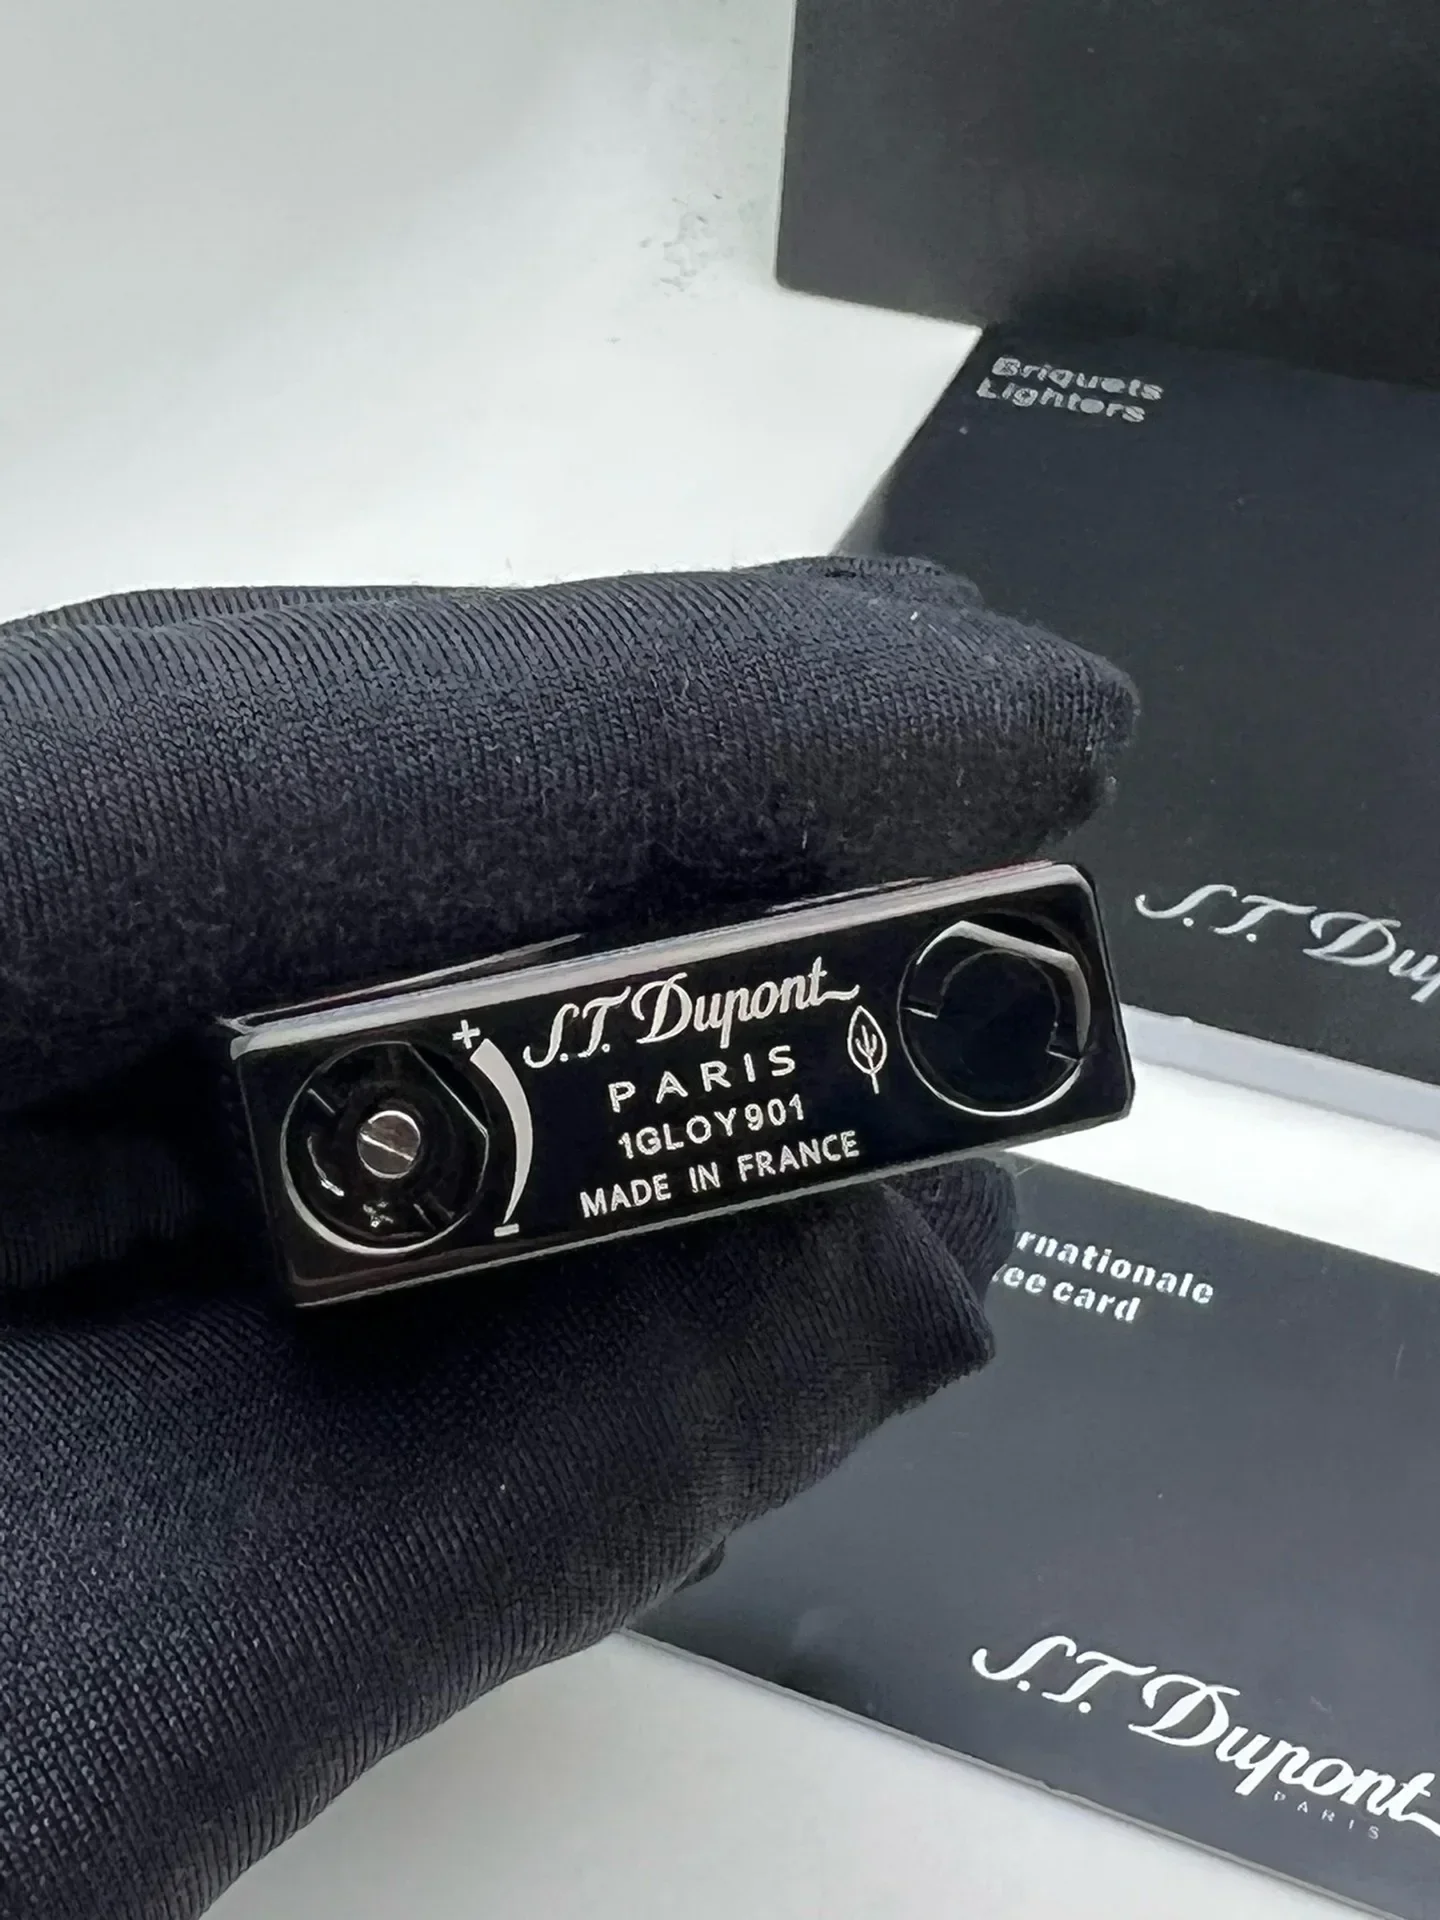 Briquets
Lighters
S.T. Dup
+
S.T. Dupont
PARIS
1GLOY901
MADE IN FRANCE
-
rnationale
ee card
S.T. Dupont
PARIS